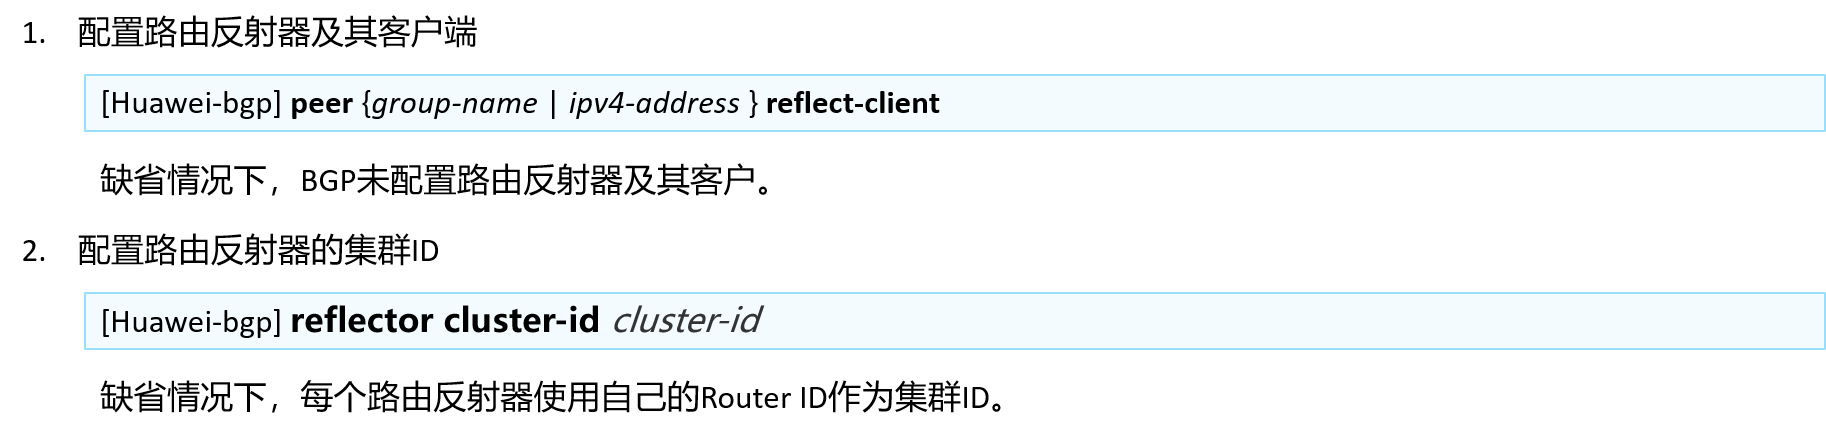 1. 配置路由反射器及其客户端
[Huawei-bgp] peer {group-name | ipv4-address } reflect-client
缺省情况下，BGP未配置路由反射器及其客户。
2. 配置路由反射器的集群ID
[Huawei-bgp] reflector cluster-id cluster-id
缺省情况下，每个路由反射器使用自己的Router ID作为集群ID。